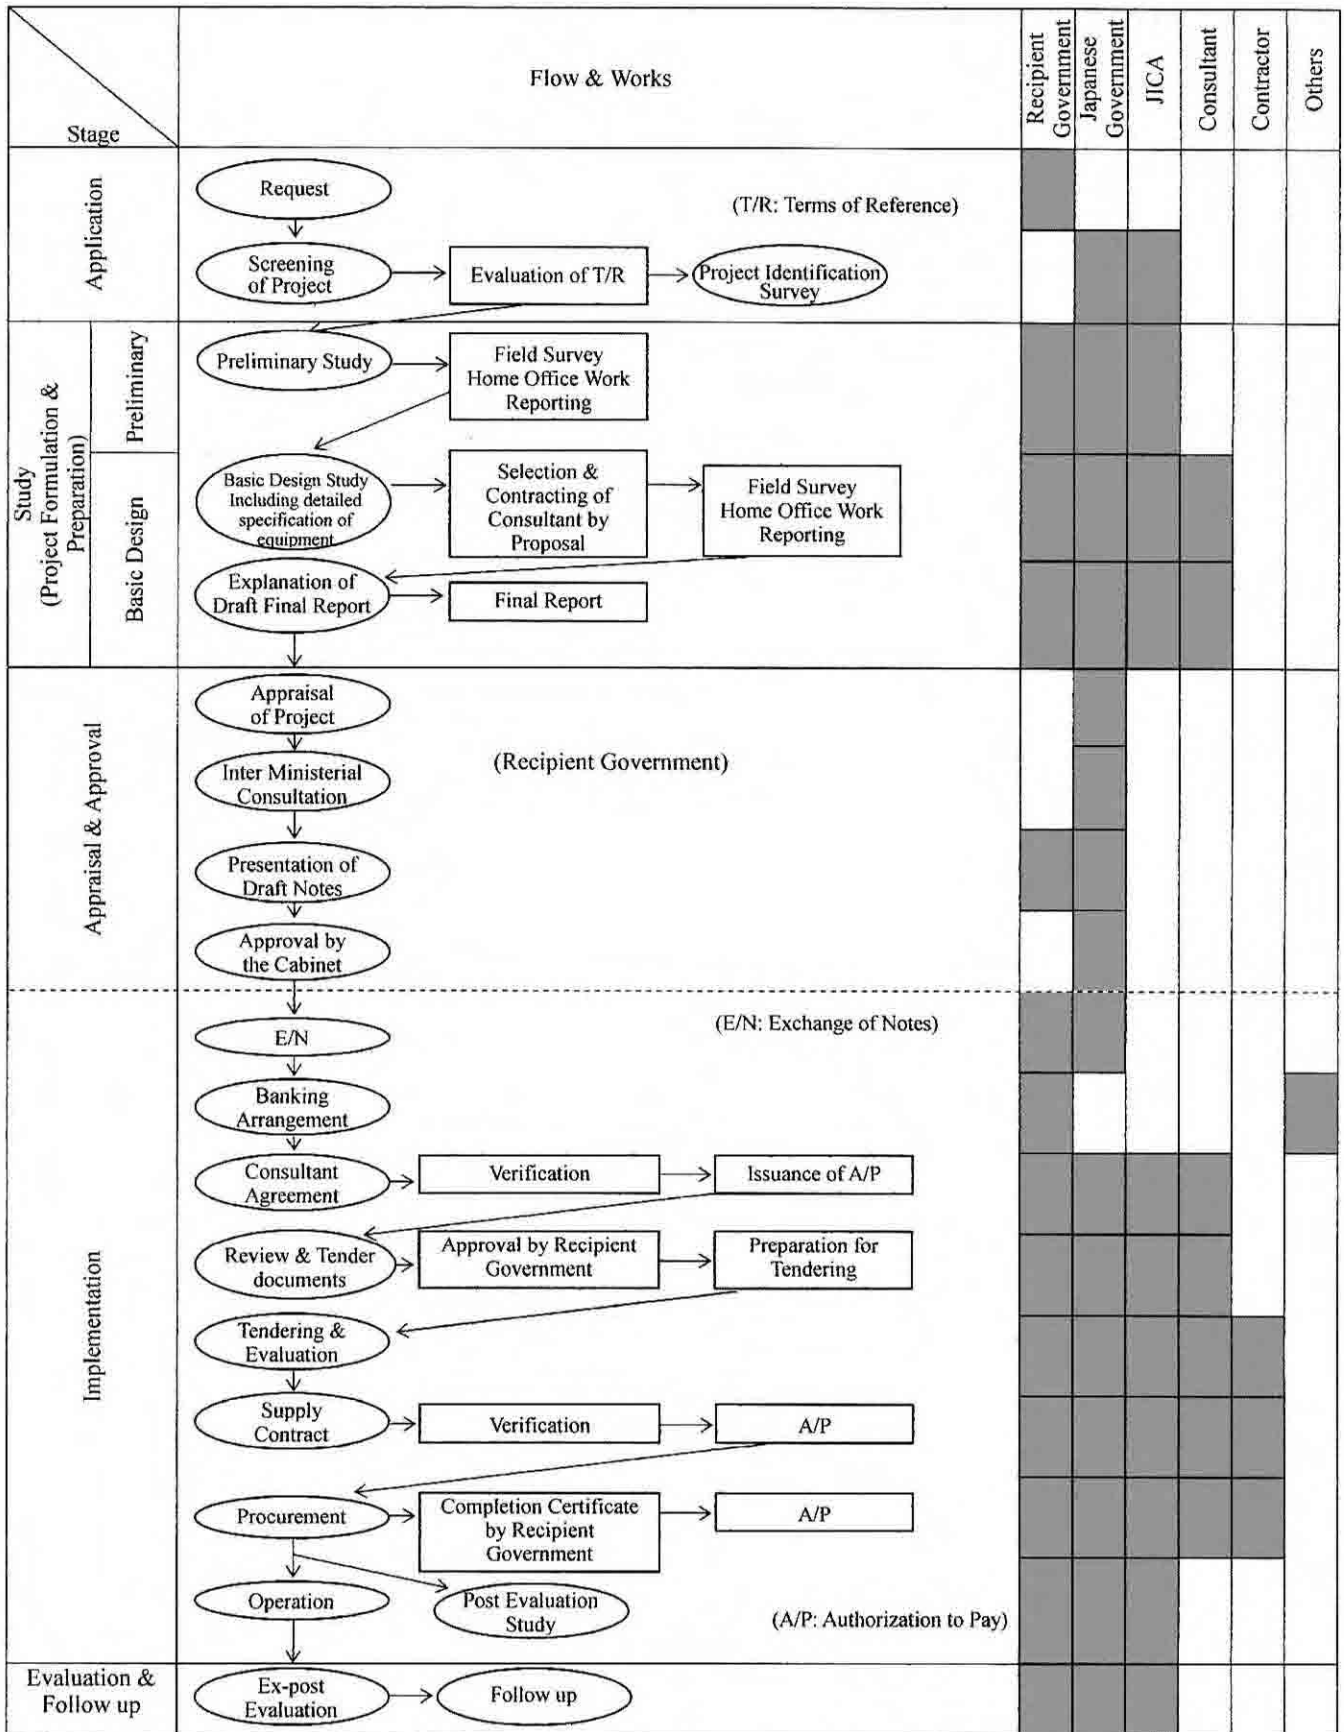 Stage
Flow & Works
Recipient
Government
Japanese
Government
JICA
Consultant
Contractor
Others
Application
Request
(T/R: Terms of Reference)
Screening
of Project
Evaluation of T/R
Project Identification
Survey
Study
(Project Formulation &
Preparation)
Preliminary
Preliminary Study
Field Survey
Home Office Work
Reporting
Basic Design
Basic Design Study
Including detailed
specification of
equipment
Selection &
Contracting of
Consultant by
Proposal
Field Survey
Home Office Work
Reporting
Explanation of
Draft Final Report
Final Report
Appraisal & Approval
Appraisal
of Project
Inter Ministerial
Consultation
(Recipient Government)
Presentation of
Draft Notes
Approval by
the Cabinet
Implementation
E/N
(E/N: Exchange of Notes)
Banking
Arrangement
Consultant
Agreement
Verification
Issuance of A/P
Review & Tender
documents
Approval by Recipient
Government
Preparation for
Tendering
Tendering &
Evaluation
Supply
Contract
Verification
A/P
Procurement
Completion Certificate
by Recipient
Government
A/P
Operation
Post Evaluation
Study
(A/P: Authorization to Pay)
Evaluation &
Follow up
Ex-post
Evaluation
Follow up